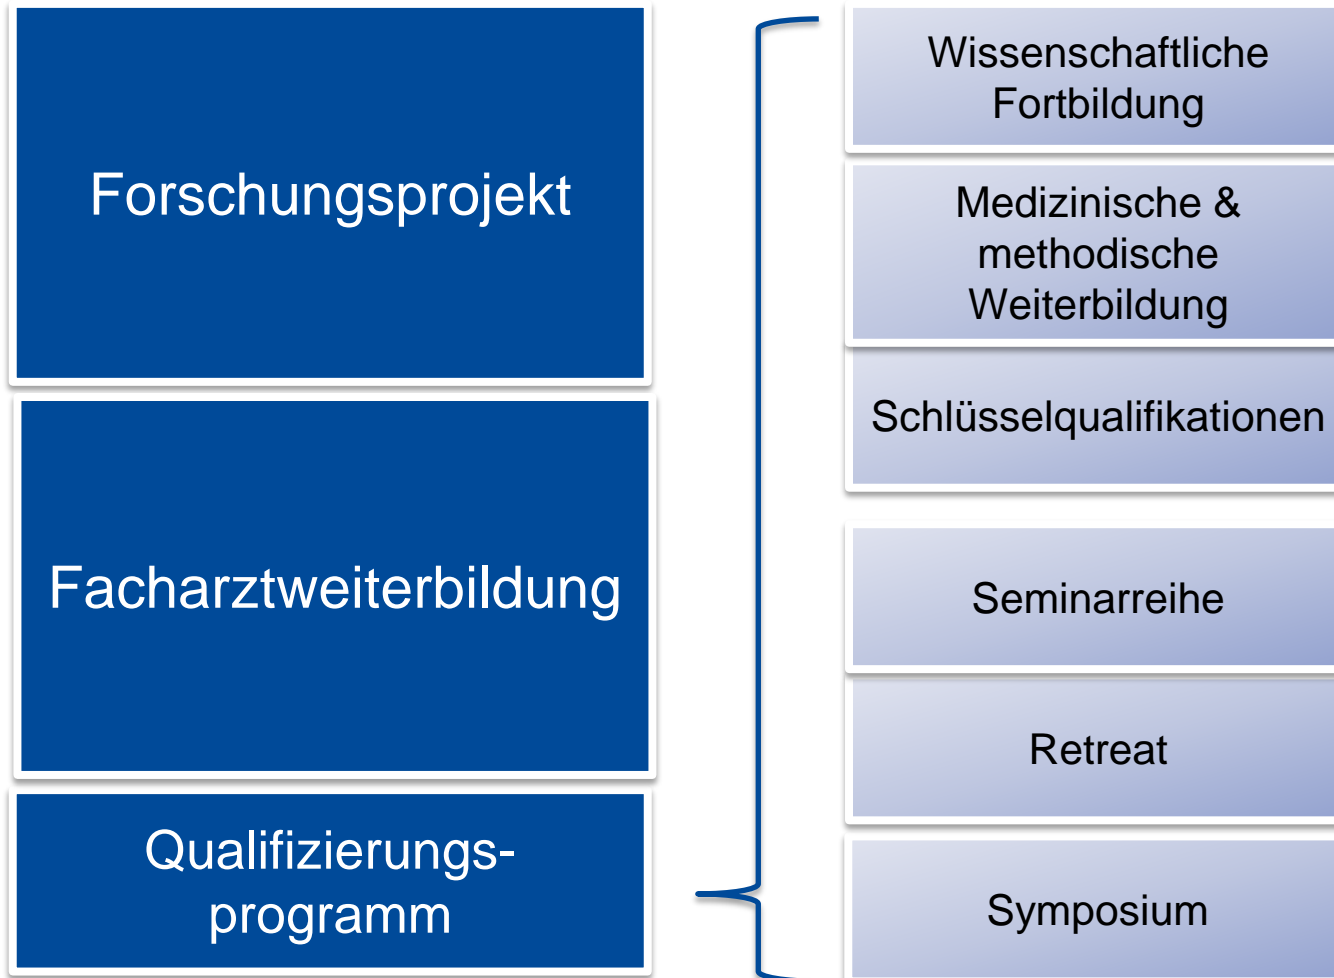 Forschungsprojekt
Facharztweiterbildung
Qualifizierungs-
programm
Wissenschaftliche
Fortbildung
Medizinische &
methodische
Weiterbildung
Schlüsselqualifikationen
Seminarreihe
Retreat
Symposium